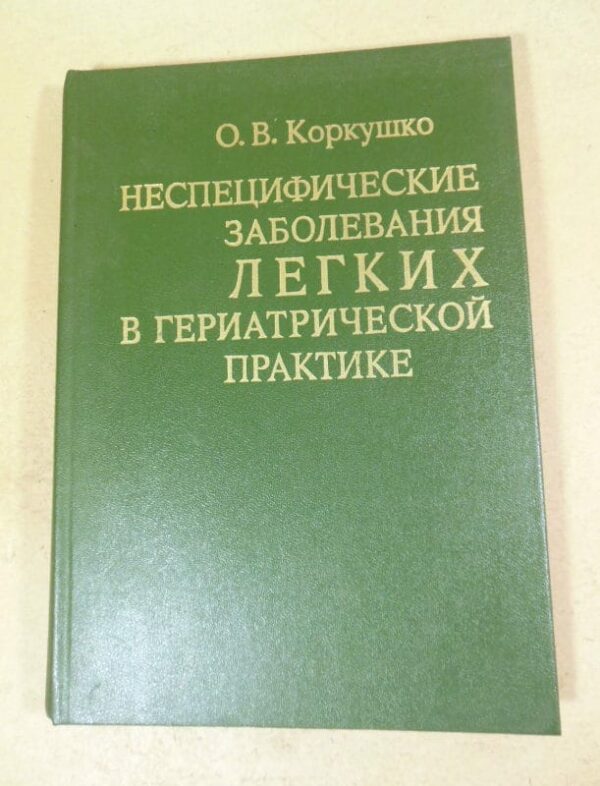 О. В. Коркушко
НЕСПЕЦИФИЧЕСКИЕ
ЗАБОЛЕВАНИЯ
ЛЕГКИХ
В ГЕРИАТРИЧЕСКОЙ
ПРАКТИКЕ